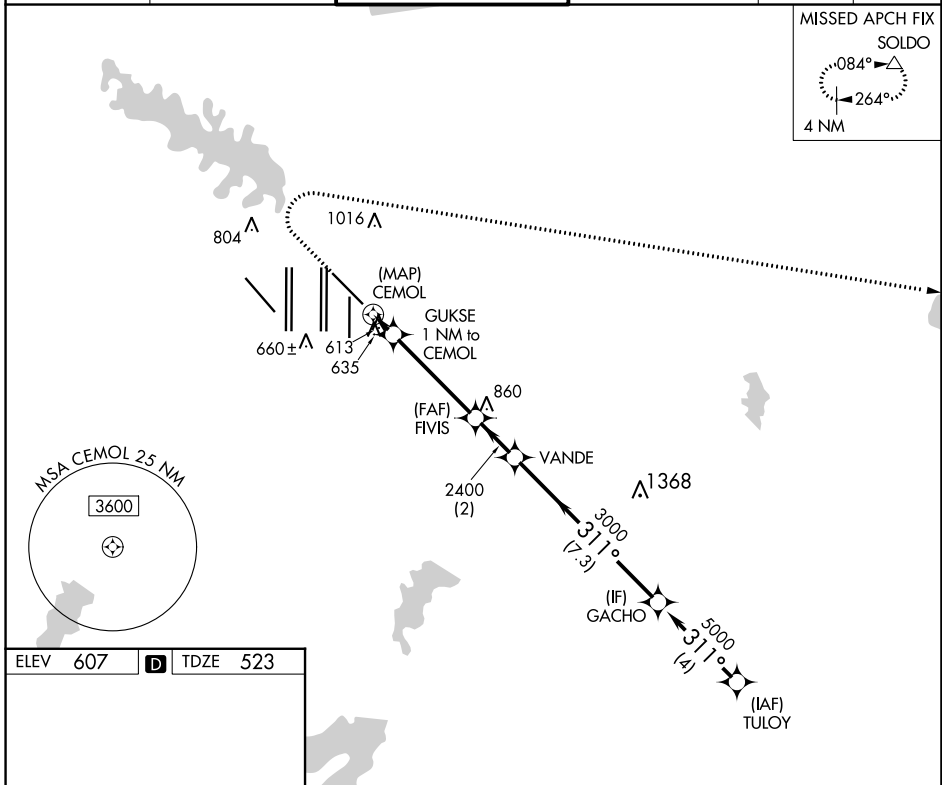 MISSED APCH FIX
SOLDO
084°
264°
4 NM
1016
804
(MAP)
CEMOL
GUKSE
1 NM to
CEMOL
660 ±
613
635
860
(FAF)
FIVIS
VANDE
2400
(2)
1368
MSA CEMOL 25 NM
3600
3000
311°
(7.3)
(IF)
GACHO
5000
311°
(4)
(IAF)
TULOY
ELEV 607 D TDZE 523